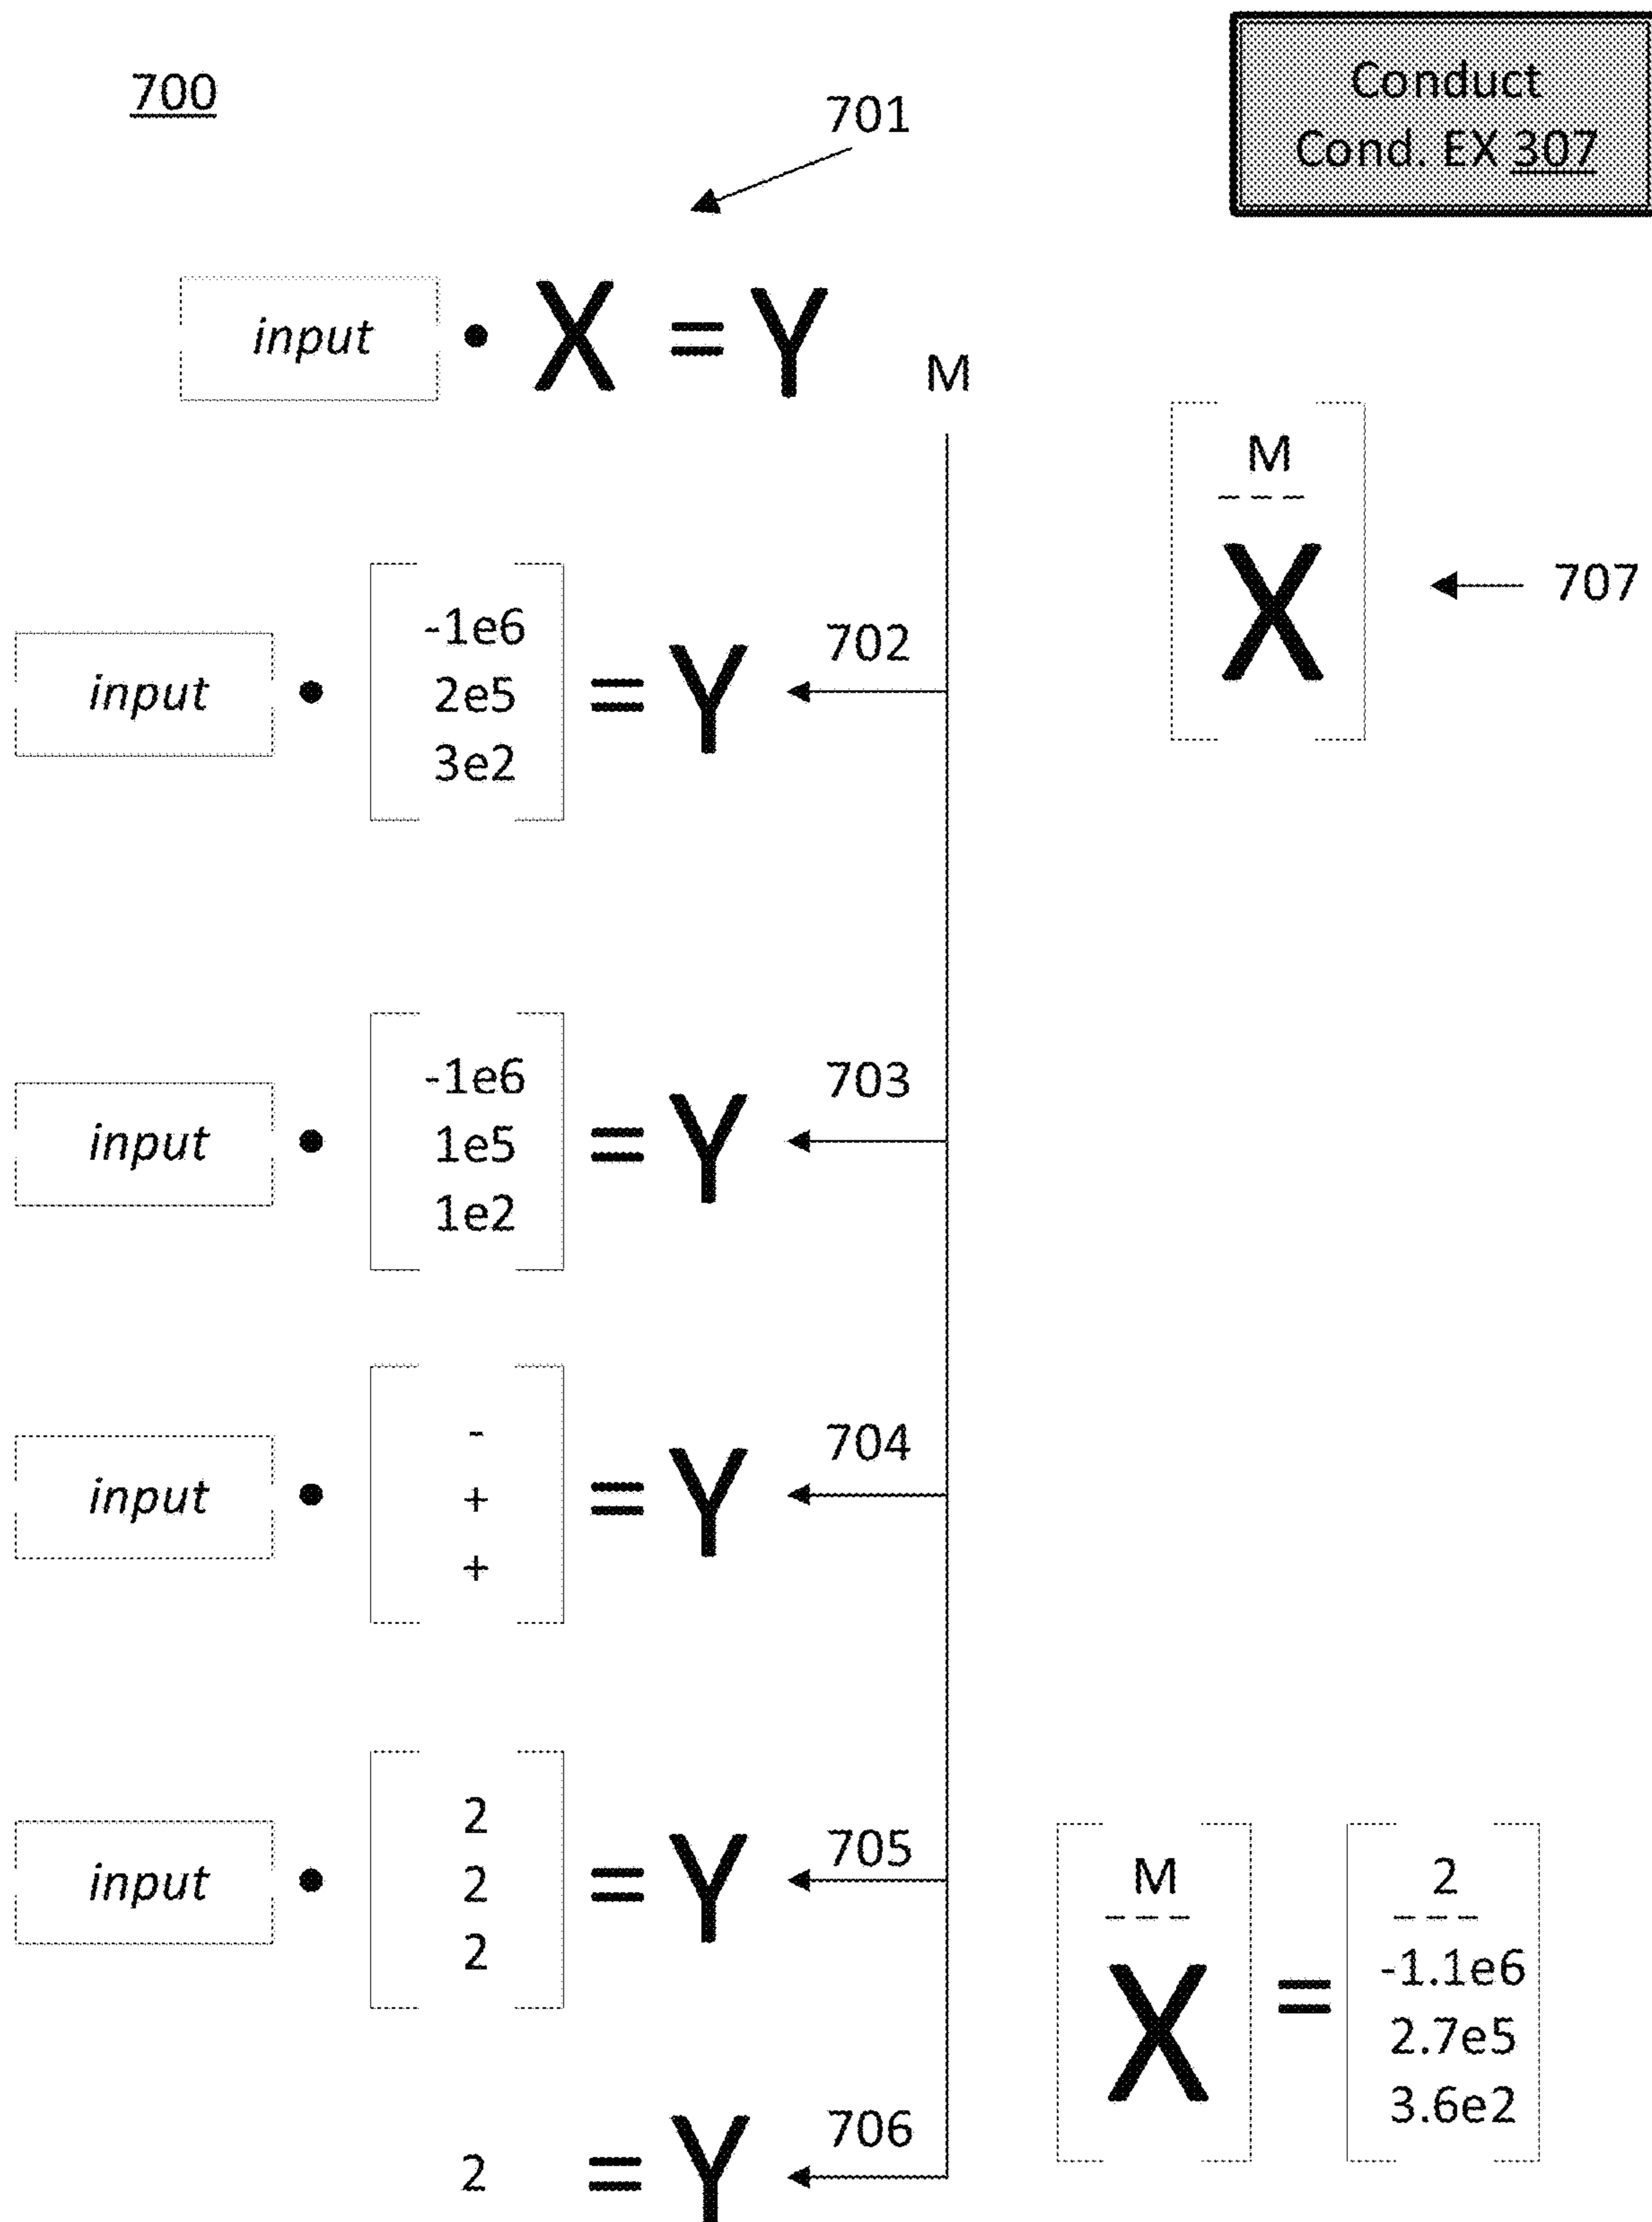 700
701
Conduct
Cond. EX 307
input • X = Y
M
M
X
707
input • -1e6 = Y
2e5
3e2
702
input • -1e6 = Y
1e5
1e2
703
input • - = Y
+
+
704
input • 2 = Y
2
2
705
2 = Y
706
M
X
=
2
-1.1e6
2.7e5
3.6e2